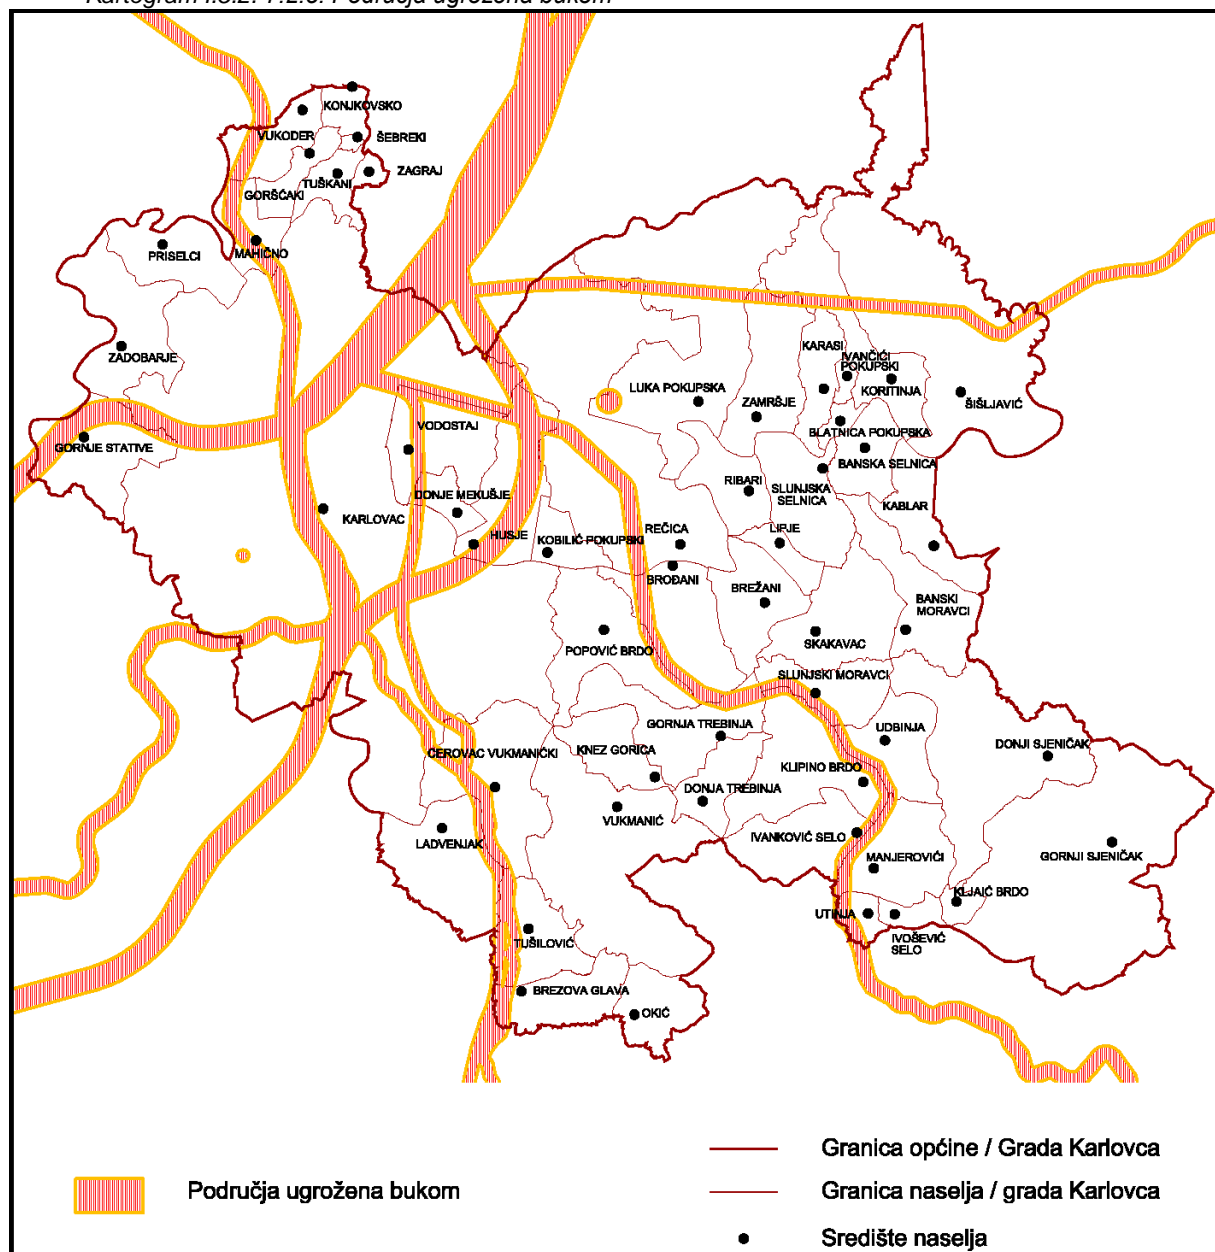 KONJKOVSKO
VUKODER
ŠEBREKI
ZAGRAJ
TUŠKANI
GORŠĆAKI
PRISELCI
MAHIČNO
ZADOBARJE
KARASI
IVANČIĆI
POKUPSKI
KORITINJA
LUKA POKUPSKA
ZAMRŠJE
ŠIŠLJAVIĆ
VODOSTAJ
BLATNICA POKUPSKA
GORNJE STATIVE
BANSKA SELNICA
RIBARI
SLUNJSKA
SELNICA
DONJE MEKUŠJE
KABLAR
KARLOVAC
HUSJE
KOBILIĆ POKUPSKI
REČICA
LIPJE
BROĐANI
BREŽANI
BANSKI
MORAVCI
POPOVIĆ BRDO
SKAKAVAC
SLUNJSKI MORAVCI
GORNJA TREBINJA
UDBINJA
DONJI SJENIČAK
CEROVAC VUKMANIĆKI
KNEZ GORICA
KLIPINO BRDO
DONJA TREBINJA
VUKMANIĆ
LADVENJAK
IVANKOVIĆ SELO
GORNJI SJENIČAK
MANJEROVIĆI
KLJAIĆ BRDO
UTINJA
IVOŠEVIĆ
SELO
TUŠILOVIĆ
BREZOVA GLAVA
OKIĆ
Granica općine / Grada Karlovca
Područja ugrožena bukom
Granica naselja / grada Karlovca
Središte naselja